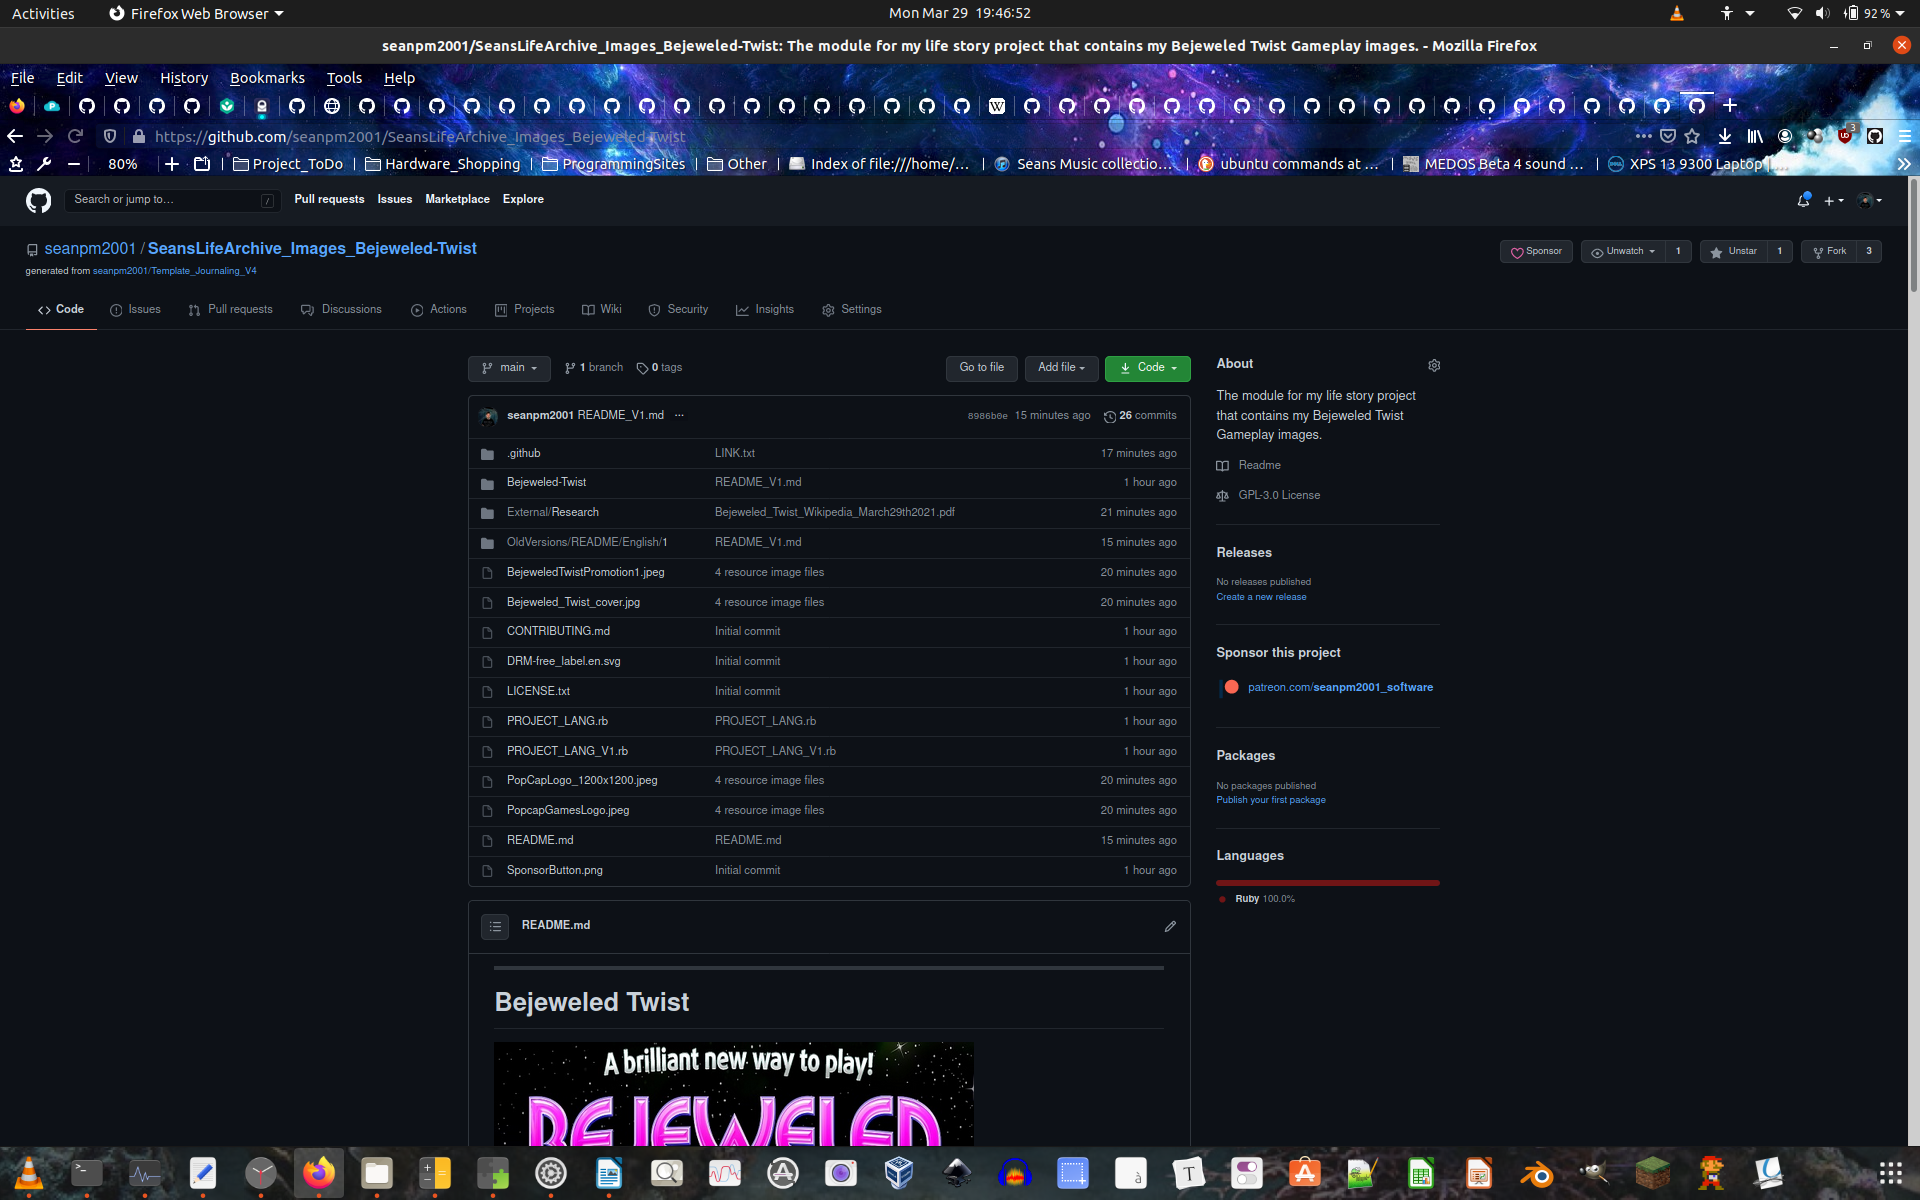 Activities Firefox Web Browser Mon Mar 29 19:46:52 92 %
seanpm2001/SeansLifeArchive_Images_Bejeweled-Twist: The module for my life story project that contains my Bejeweled Twist Gameplay images. - Mozilla Firefox
File Edit View History Bookmarks Tools Help
https://github.com/seanpm2001/SeansLifeArchive_Images_Bejeweled-Twist 3
80% Project_ToDo Hardware_Shopping ProgrammingSites Other Index of file:///home/… Seans Music collectio… ubuntu commands at … MEDOS Beta 4 sound … XPS 13 9300 Laptop |…
Search or jump to… / Pull requests Issues Marketplace Explore
seanpm2001 / SeansLifeArchive_Images_Bejeweled-Twist Sponsor Unwatch 1 Unstar 1 Fork 3
generated from seanpm2001/Template_Journaling_V4
Code Issues Pull requests Discussions Actions Projects Wiki Security Insights Settings
main 1 branch 0 tags Go to file Add file Code
seanpm2001 README_V1.md ... 8986b0e 15 minutes ago 26 commits
.github LINK.txt 17 minutes ago
Bejeweled-Twist README_V1.md 1 hour ago
External/Research Bejeweled_Twist_Wikipedia_March29th2021.pdf 21 minutes ago
OldVersions/README/English/1 README_V1.md 15 minutes ago
BejeweledTwistPromotion1.jpeg 4 resource image files 20 minutes ago
Bejeweled_Twist_cover.jpg 4 resource image files 20 minutes ago
CONTRIBUTING.md Initial commit 1 hour ago
DRM-free_label.en.svg Initial commit 1 hour ago
LICENSE.txt Initial commit 1 hour ago
PROJECT_LANG.rb PROJECT_LANG.rb 1 hour ago
PROJECT_LANG_V1.rb PROJECT_LANG_V1.rb 1 hour ago
PopCapLogo_1200x1200.jpeg 4 resource image files 20 minutes ago
PopcapGamesLogo.jpeg 4 resource image files 20 minutes ago
README.md README.md 15 minutes ago
SponsorButton.png Initial commit 1 hour ago
About
The module for my life story project
that contains my Bejeweled Twist
Gameplay images.
Readme
GPL-3.0 License
Releases
No releases published
Create a new release
Sponsor this project
patreon.com/seanpm2001_software
Packages
No packages published
Publish your first package
Languages
Ruby 100.0%
README.md
Bejeweled Twist
A brilliant new way to play!
BEJEWELED